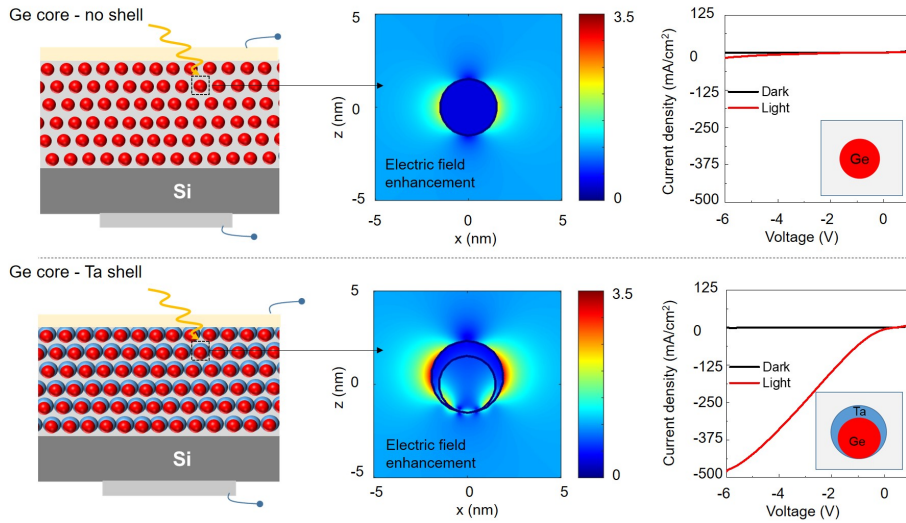 Ge core - no shell
Si
5
0
-5
z (nm)
-5
0
5
x (nm)
Electric field
enhancement
3.5
0
125
0
-125
-250
-375
-500
Current density (mA/cm2)
Dark
Light
Ge
-6
-4
-2
0
Voltage (V)
Ge core - Ta shell
Si
5
0
-5
z (nm)
-5
0
5
x (nm)
Electric field
enhancement
3.5
0
125
0
-125
-250
-375
-500
Current density (mA/cm2)
Dark
Light
Ta
Ge
-6
-4
-2
0
Voltage (V)